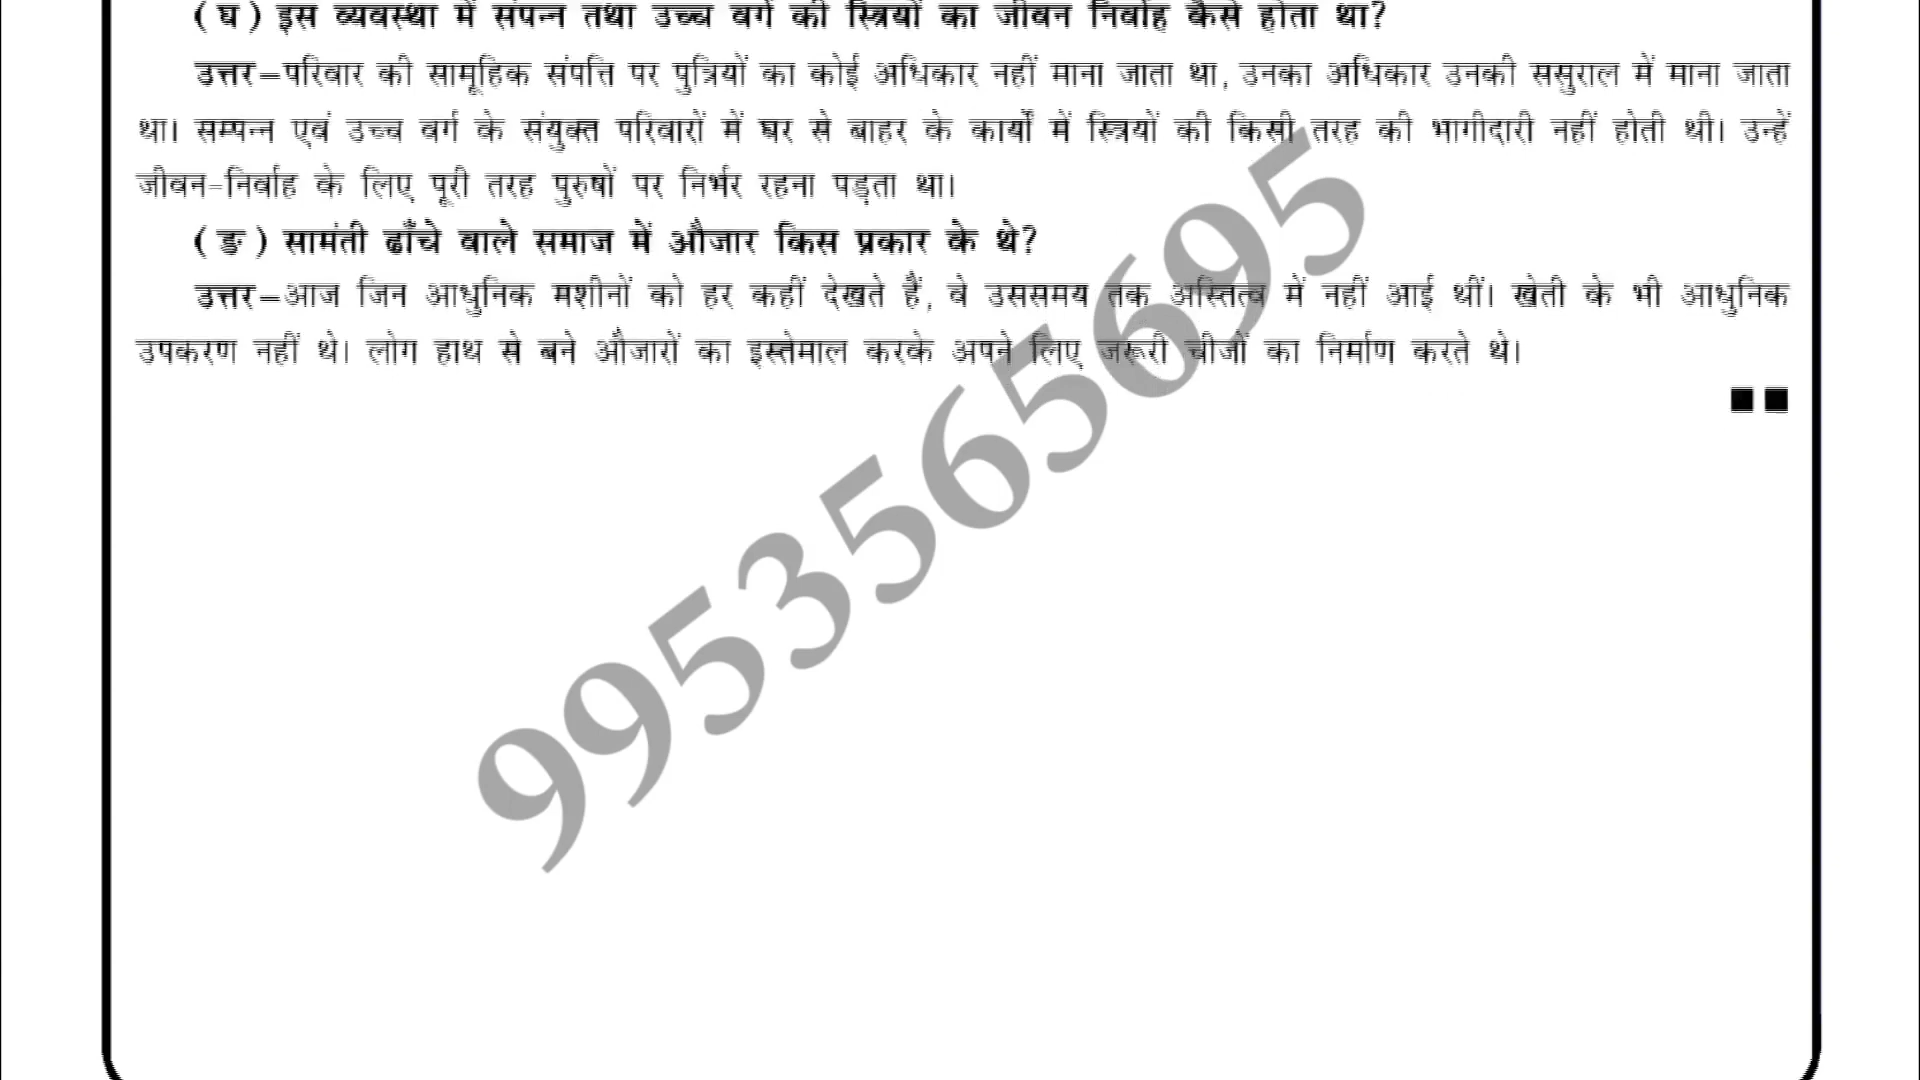 ( घ ) इस व्यवस्था में संपन्न तथा उच्च वर्ग की स्त्रियों का जीवन निर्वाह कैसे होता था?
उत्तर–परिवार की सामूहिक संपत्ति पर पुत्रियों का कोई अधिकार नहीं माना जाता था, उनका अधिकार उनकी ससुराल में माना जाता
था। सम्पन्न एवं उच्च वर्ग के संयुक्त परिवारों में घर से बाहर के कार्यों में स्त्रियों की किसी तरह की भागीदारी नहीं होती थी। उन्हें
जीवन-निर्वाह के लिए पूरी तरह पुरुषों पर निर्भर रहना पड़ता था।
( ङ ) सामंती ढाँचे वाले समाज में औजार किस प्रकार के थे?
उत्तर–आज जिन आधुनिक मशीनों को हर कहीं देखते हैं, वे उससमय तक अस्तित्व में नहीं आई थीं। खेती के भी आधुनिक
उपकरण नहीं थे। लोग हाथ से बने औजारों का इस्तेमाल करके अपने लिए जरूरी चीजों का निर्माण करते थे।
99535656​95